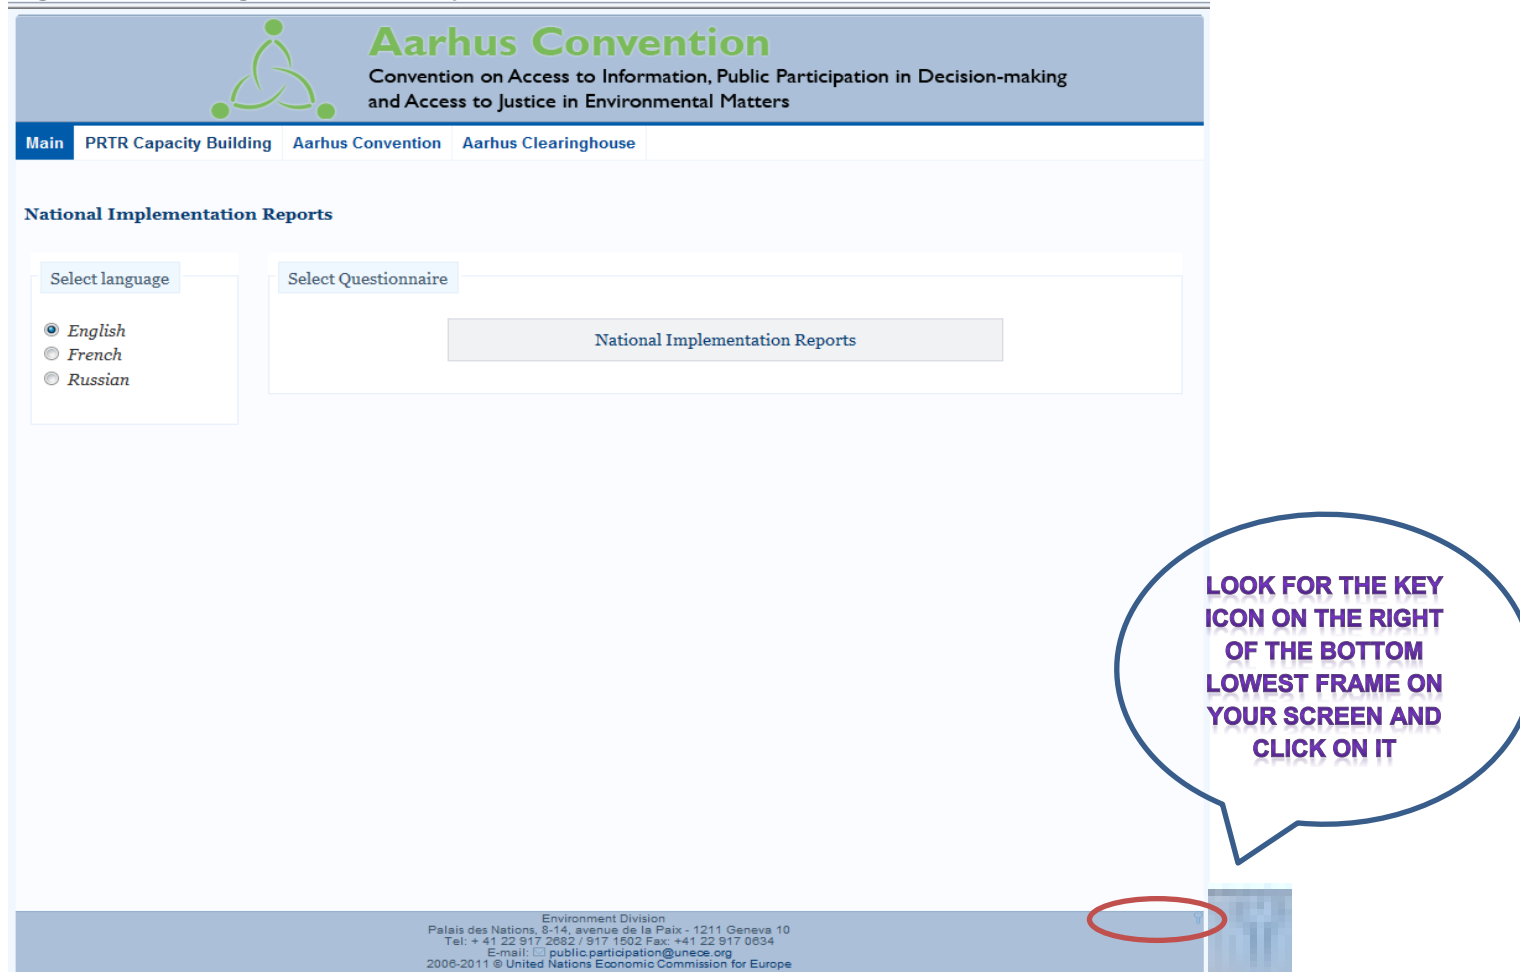 Aarhus Convention
Convention on Access to Information, Public Participation in Decision-making
and Access to Justice in Environmental Matters
Main PRTR Capacity Building Aarhus Convention Aarhus Clearinghouse
National Implementation Reports
Select language
English
French
Russian
Select Questionnaire
National Implementation Reports
LOOK FOR THE KEY
ICON ON THE RIGHT
OF THE BOTTOM
LOWEST FRAME ON
YOUR SCREEN AND
CLICK ON IT
Environment Division
Palais des Nations, 8-14, avenue de la Paix - 1211 Geneva 10
Tel: + 41 22 917 2682 / 917 1502 Fax: +41 22 917 0634
E-mail: public.participation@unece.org
2006-2011 © United Nations Economic Commission for Europe